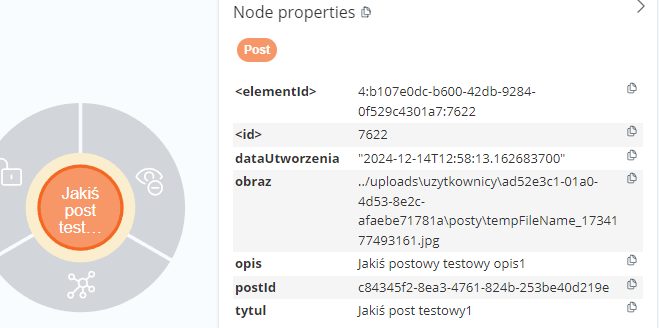 Node properties
Post
<elementId> 4:b107e0dc-b600-42db-9284-
0f529c4301a7:7622
<id> 7622
dataUtworzenia "2024-12-14T12:58:13.162683700"
obraz ../uploads\uzytkownicy\ad52e3c1-01a0-
4d53-8e2c-
afaebe71781a\posty\tempFileName_1734
177493161.jpg
opis Jakiś postowy testowy opis1
postId c84345f2-8ea3-4761-824b-253be40d219e
tytul Jakiś post testowy1
Jakiś
post
test...